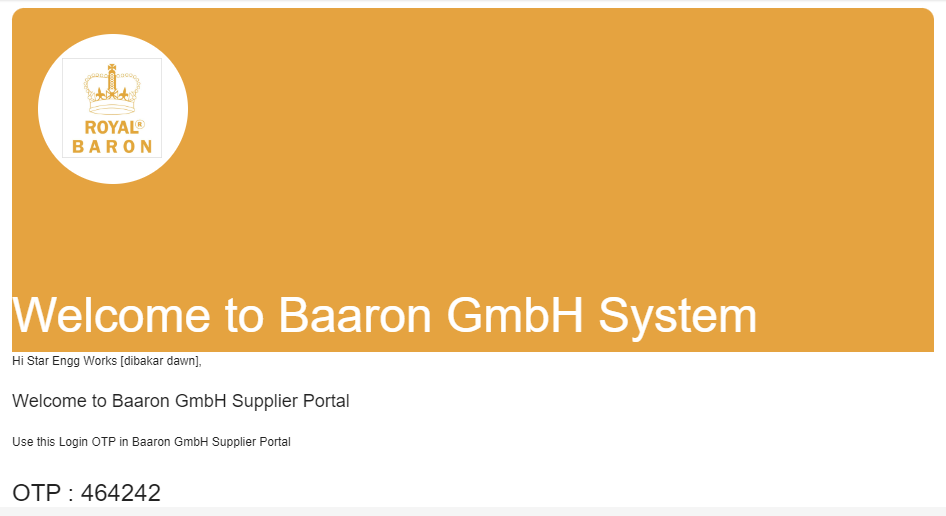 ROYAL®
BARON
Welcome to Baaron GmbH System
Hi Star Engg Works [dibakar dawn],
Welcome to Baaron GmbH Supplier Portal
Use this Login OTP in Baaron GmbH Supplier Portal
OTP : 464242